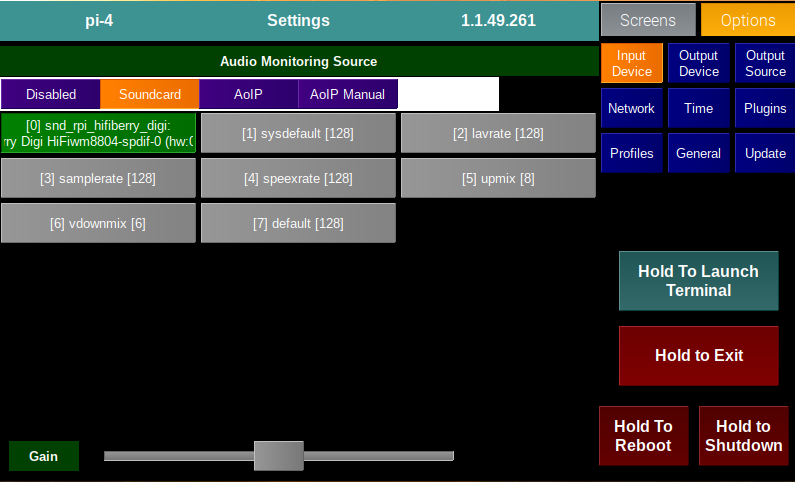 pi-4 Settings 1.1.49.261
Screens Options
Audio Monitoring Source
Disabled Soundcard AoIP AoIP Manual
[0] snd_rpi_hifiberry_digi:
ry Digi HiFiwm8804-spdif-0 (hw:0
[1] sysdefault [128]
[2] lavrate [128]
[3] samplerate [128]
[4] speexrate [128]
[5] upmix [8]
[6] vdownmix [6]
[7] default [128]
Input
Device
Output
Device
Output
Source
Network Time Plugins
Profiles General Update
Hold To Launch
Terminal
Hold to Exit
Hold To
Reboot
Hold to
Shutdown
Gain